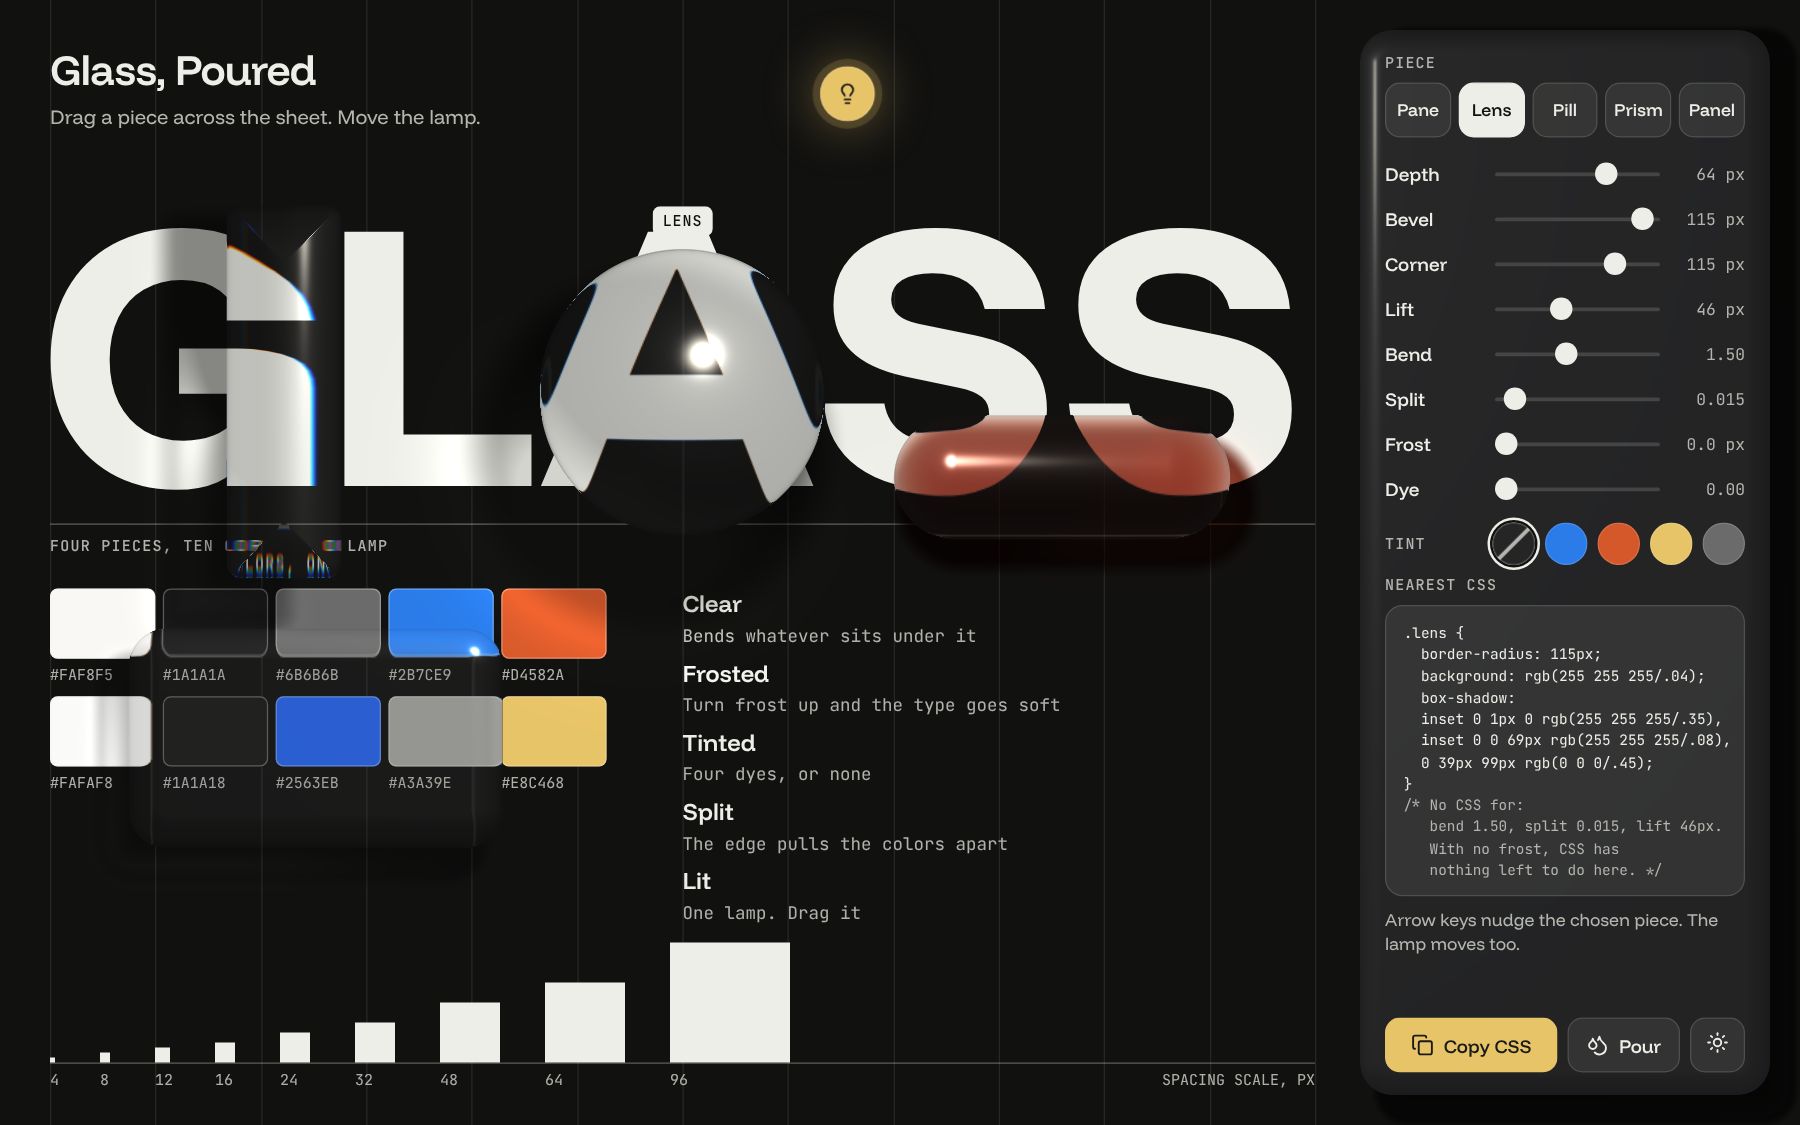 Glass, Poured
Drag a piece across the sheet. Move the lamp.
LENS
GLASS
FOUR PIECES, TEN LAMP
#FAF8F5 #1A1A1A #6B6B6B #2B7CE9 #D4582A
#FAFAF8 #1A1A18 #2563EB #A3A39E #E8C468
Clear
Bends whatever sits under it
Frosted
Turn frost up and the type goes soft
Tinted
Four dyes, or none
Split
The edge pulls the colors apart
Lit
One lamp. Drag it
4 8 12 16 24 32 48 64 96 SPACING SCALE, PX
PIECE
Pane Lens Pill Prism Panel
Depth 64 px
Bevel 115 px
Corner 115 px
Lift 46 px
Bend 1.50
Split 0.015
Frost 0.0 px
Dye 0.00
TINT
NEAREST CSS
.lens {
border-radius: 115px;
background: rgb(255 255 255/.04);
box-shadow:
inset 0 1px 0 rgb(255 255 255/.35),
inset 0 0 69px rgb(255 255 255/.08),
0 39px 99px rgb(0 0 0/.45);
}
/* No CSS for:
bend 1.50, split 0.015, lift 46px.
With no frost, CSS has
nothing left to do here. */
Arrow keys nudge the chosen piece. The
lamp moves too.
Copy CSS Pour